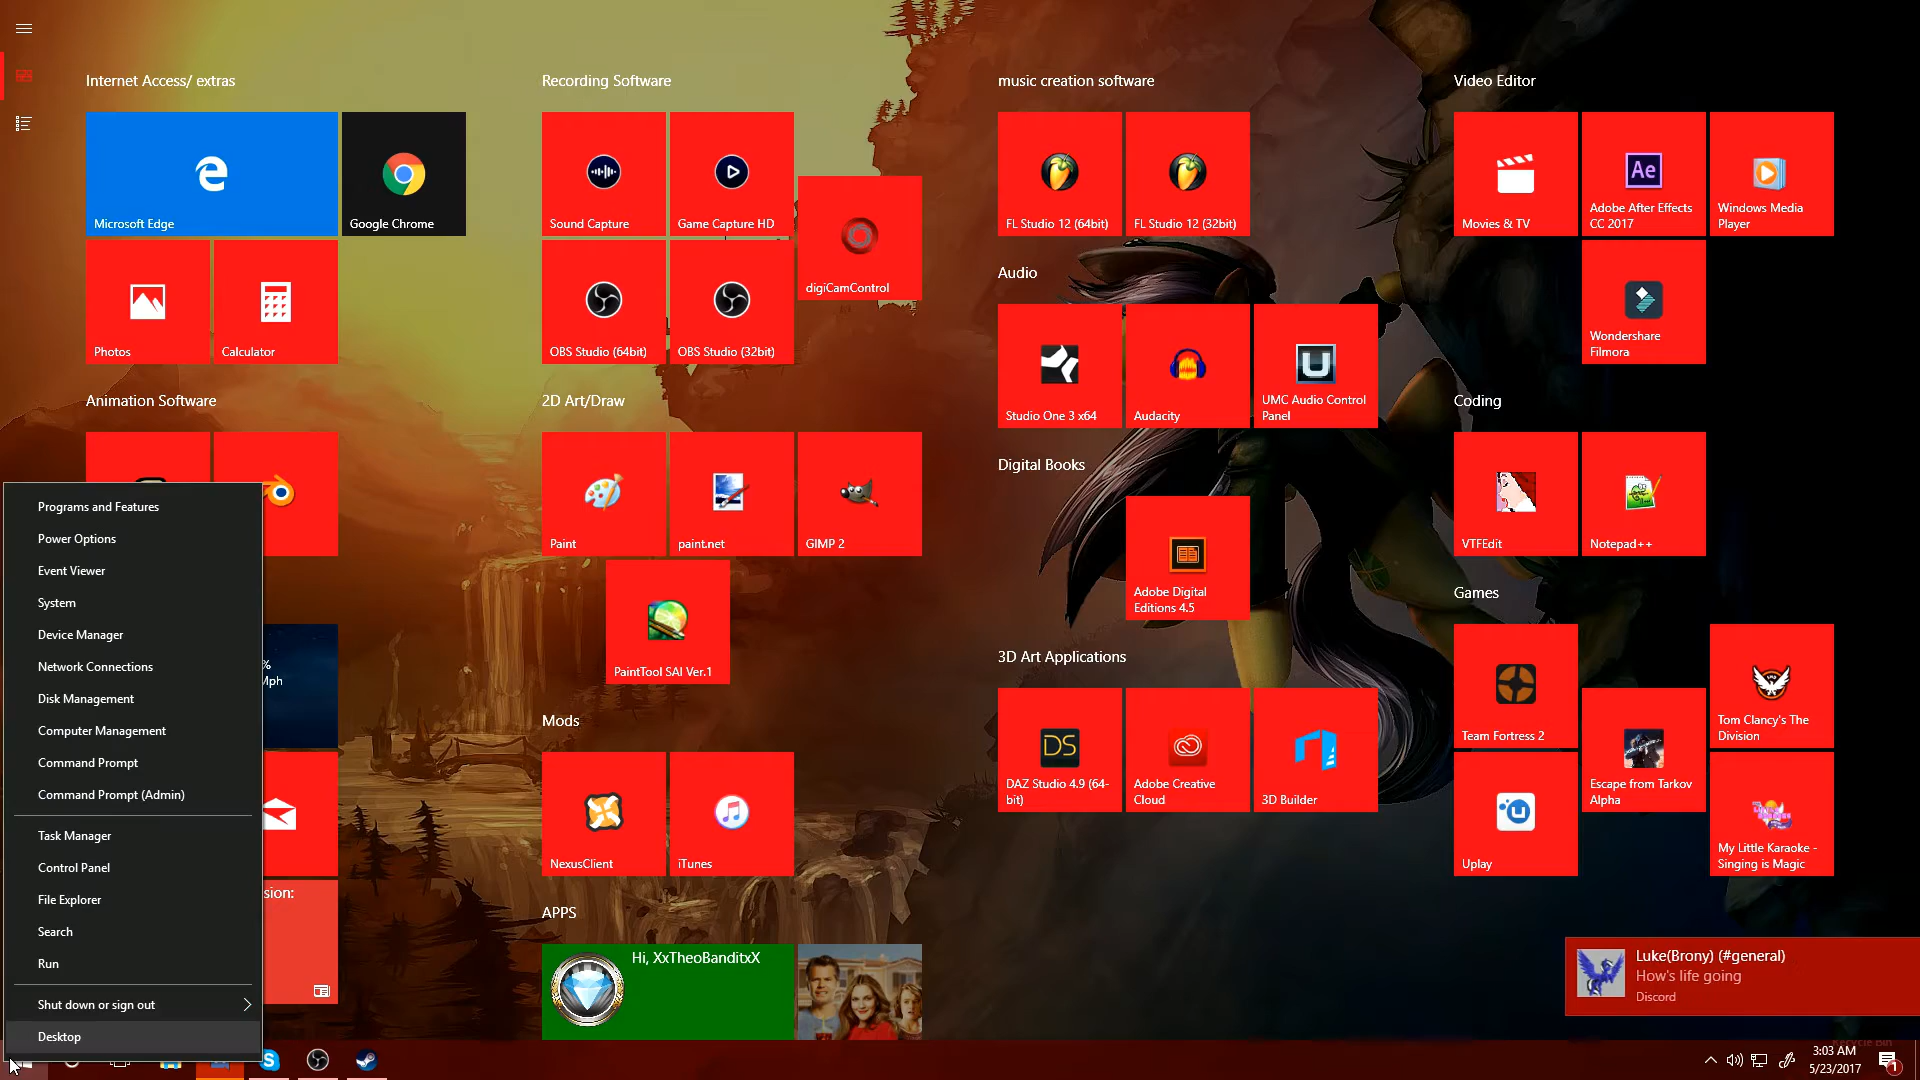 Internet Access/ extras
Microsoft Edge
Google Chrome
Photos
Calculator
Animation Software
Recording Software
Sound Capture
Game Capture HD
digiCamControl
OBS Studio (64bit)
OBS Studio (32bit)
2D Art/Draw
Paint
paint.net
GIMP 2
PaintTool SAI Ver.1
Mods
NexusClient
iTunes
APPS
Hi, XxTheoBanditxX
music creation software
FL Studio 12 (64bit)
FL Studio 12 (32bit)
Audio
Studio One 3 x64
Audacity
U
UMC Audio Control
Panel
Digital Books
Adobe Digital
Editions 4.5
3D Art Applications
DS
DAZ Studio 4.9 (64-
bit)
Adobe Creative
Cloud
3D Builder
Video Editor
Movies & TV
Ae
Adobe After Effects
CC 2017
Windows Media
Player
Wondershare
Filmora
Coding
VTFEdit
Notepad++
Games
Team Fortress 2
Escape from Tarkov
Alpha
Tom Clancy's The
Division
Uplay
My Little Karaoke -
Singing is Magic
%
Mph
sion:
Programs and Features
Power Options
Event Viewer
System
Device Manager
Network Connections
Disk Management
Computer Management
Command Prompt
Command Prompt (Admin)
Task Manager
Control Panel
File Explorer
Search
Run
Shut down or sign out
Desktop
Luke(Brony) (#general)
How's life going
Discord
Recycle Bin
3:03 AM
5/23/2017
1